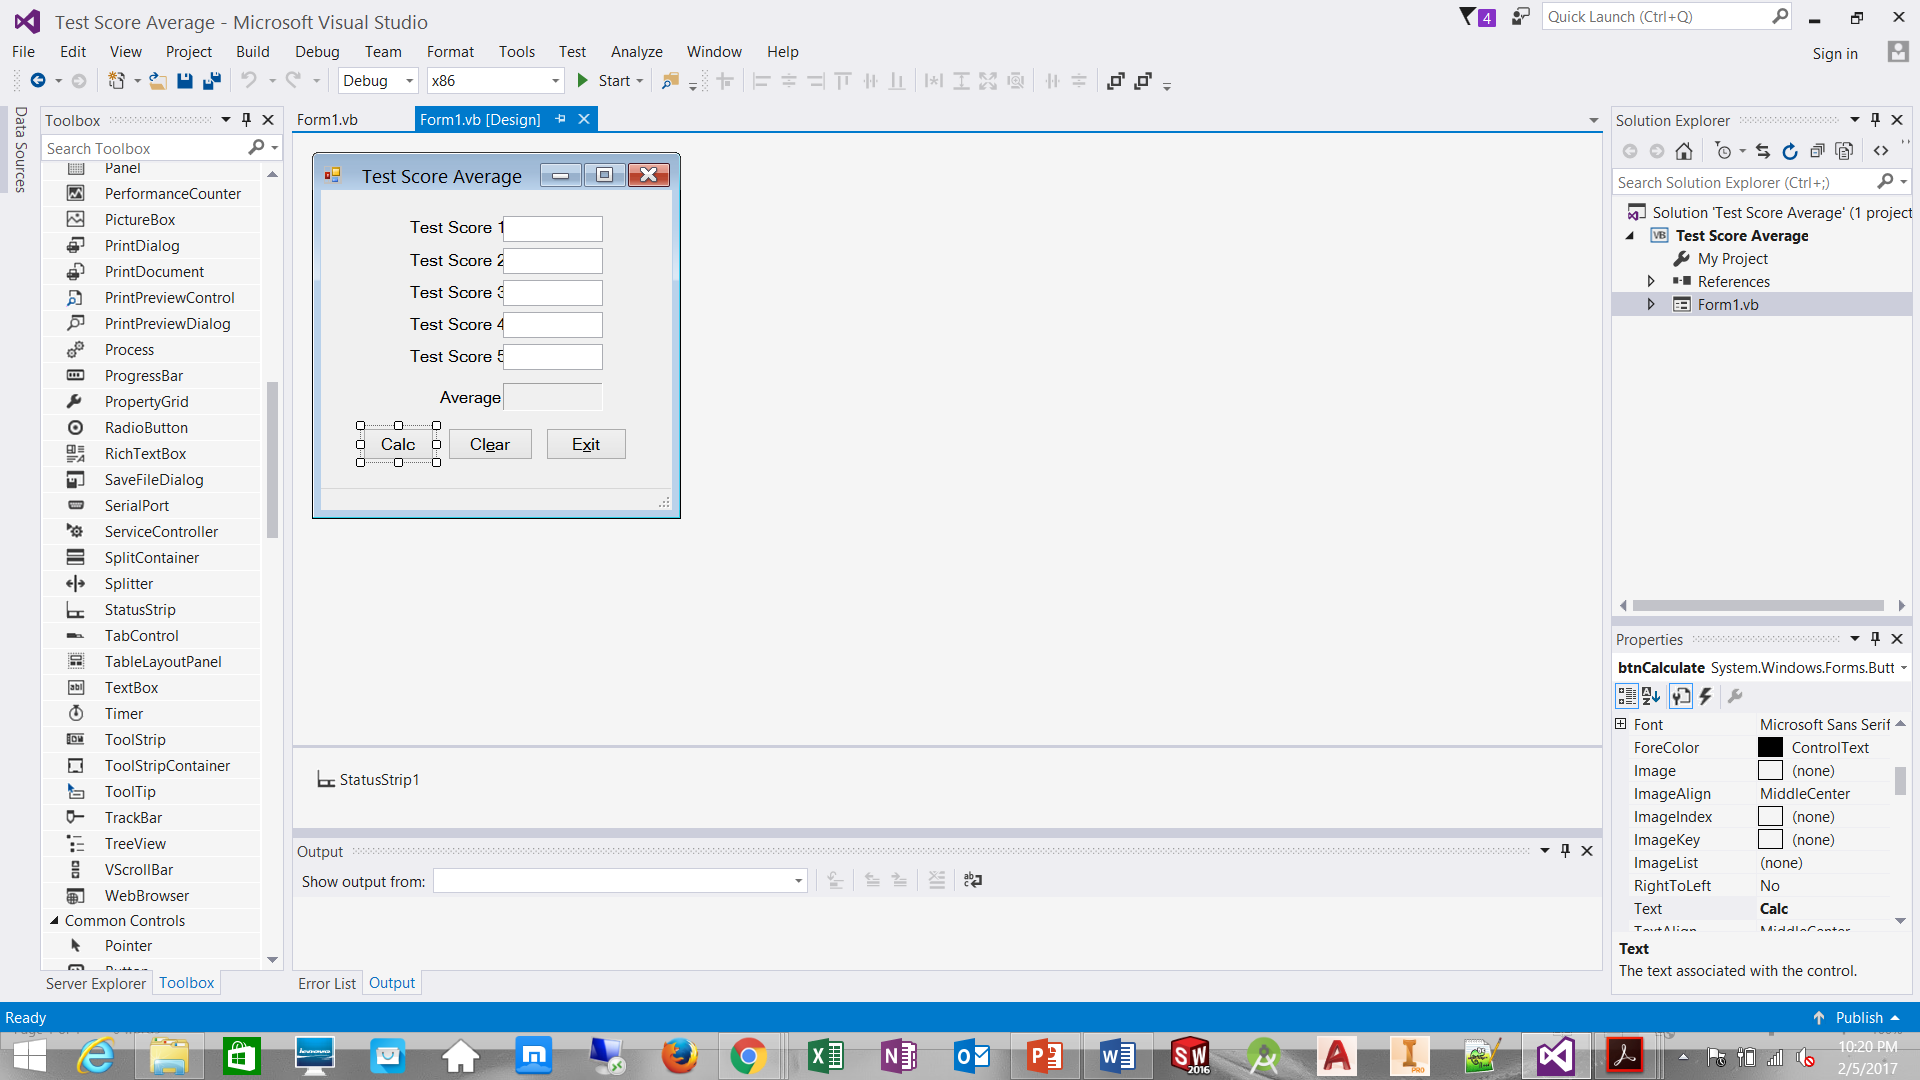 Test Score Average - Microsoft Visual Studio
4
Quick Launch (Ctrl+Q)
File Edit View Project Build Debug Team Format Tools Test Analyze Window Help
Sign in
Debug x86 Start
Data Sources
Toolbox
Search Toolbox
Panel
PerformanceCounter
PictureBox
PrintDialog
PrintDocument
PrintPreviewControl
PrintPreviewDialog
Process
ProgressBar
PropertyGrid
RadioButton
RichTextBox
SaveFileDialog
SerialPort
ServiceController
SplitContainer
Splitter
StatusStrip
TabControl
TableLayoutPanel
TextBox
Timer
ToolStrip
ToolStripContainer
ToolTip
TrackBar
TreeView
VScrollBar
WebBrowser
Common Controls
Pointer
Server Explorer Toolbox
Form1.vb Form1.vb [Design]
Test Score Average
Test Score 1
Test Score 2
Test Score 3
Test Score 4
Test Score 5
Average
Calc Clear Exit
StatusStrip1
Output
Show output from:
Error List Output
Solution Explorer
Search Solution Explorer (Ctrl+;)
Solution 'Test Score Average' (1 project
VB Test Score Average
My Project
References
Form1.vb
Properties
btnCalculate System.Windows.Forms.Butt
Font Microsoft Sans Serif
ForeColor ControlText
Image (none)
ImageAlign MiddleCenter
ImageIndex (none)
ImageKey (none)
ImageList (none)
RightToLeft No
Text Calc
TextAlign MiddleCenter
Text
The text associated with the control.
Ready
Publish
SW 2016
PRO
10:20 PM
2/5/2017